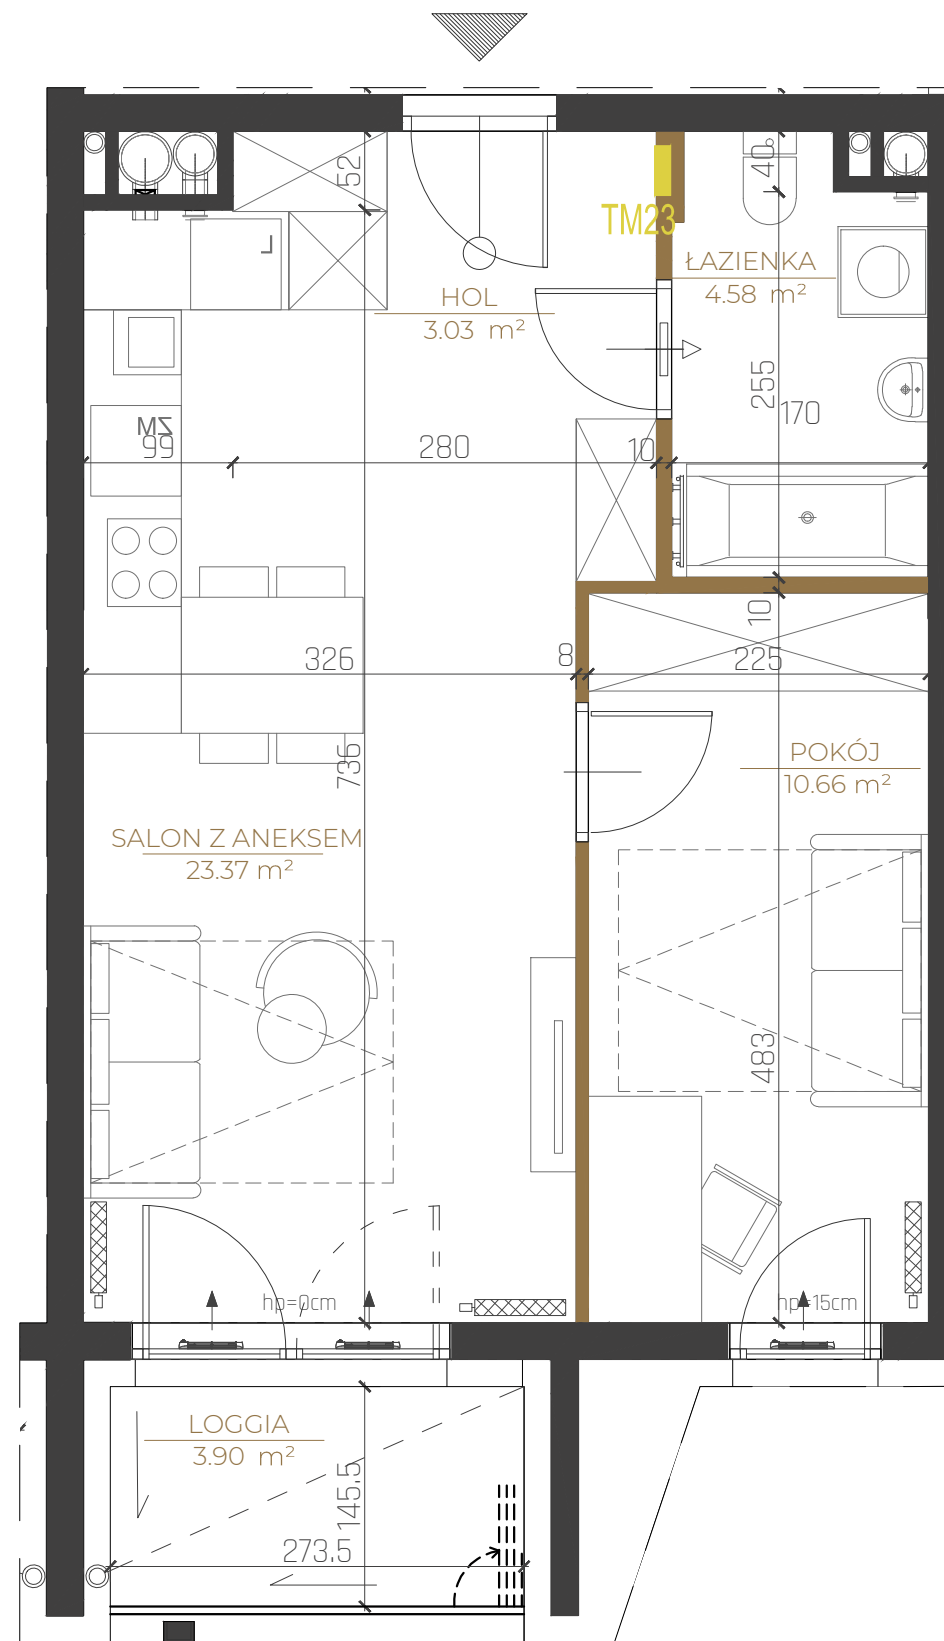 52
40
TM23
ŁAZIENKA
4.58 m²
L
HOL
3.03 m²
255
170
MZ
99
280
10
10
326
8
225
736
POKÓJ
10.66 m²
SALON Z ANEKSEM
23.37 m²
483
hp=0cm
hp=15cm
LOGGIA
3.90 m²
145.5
273.5